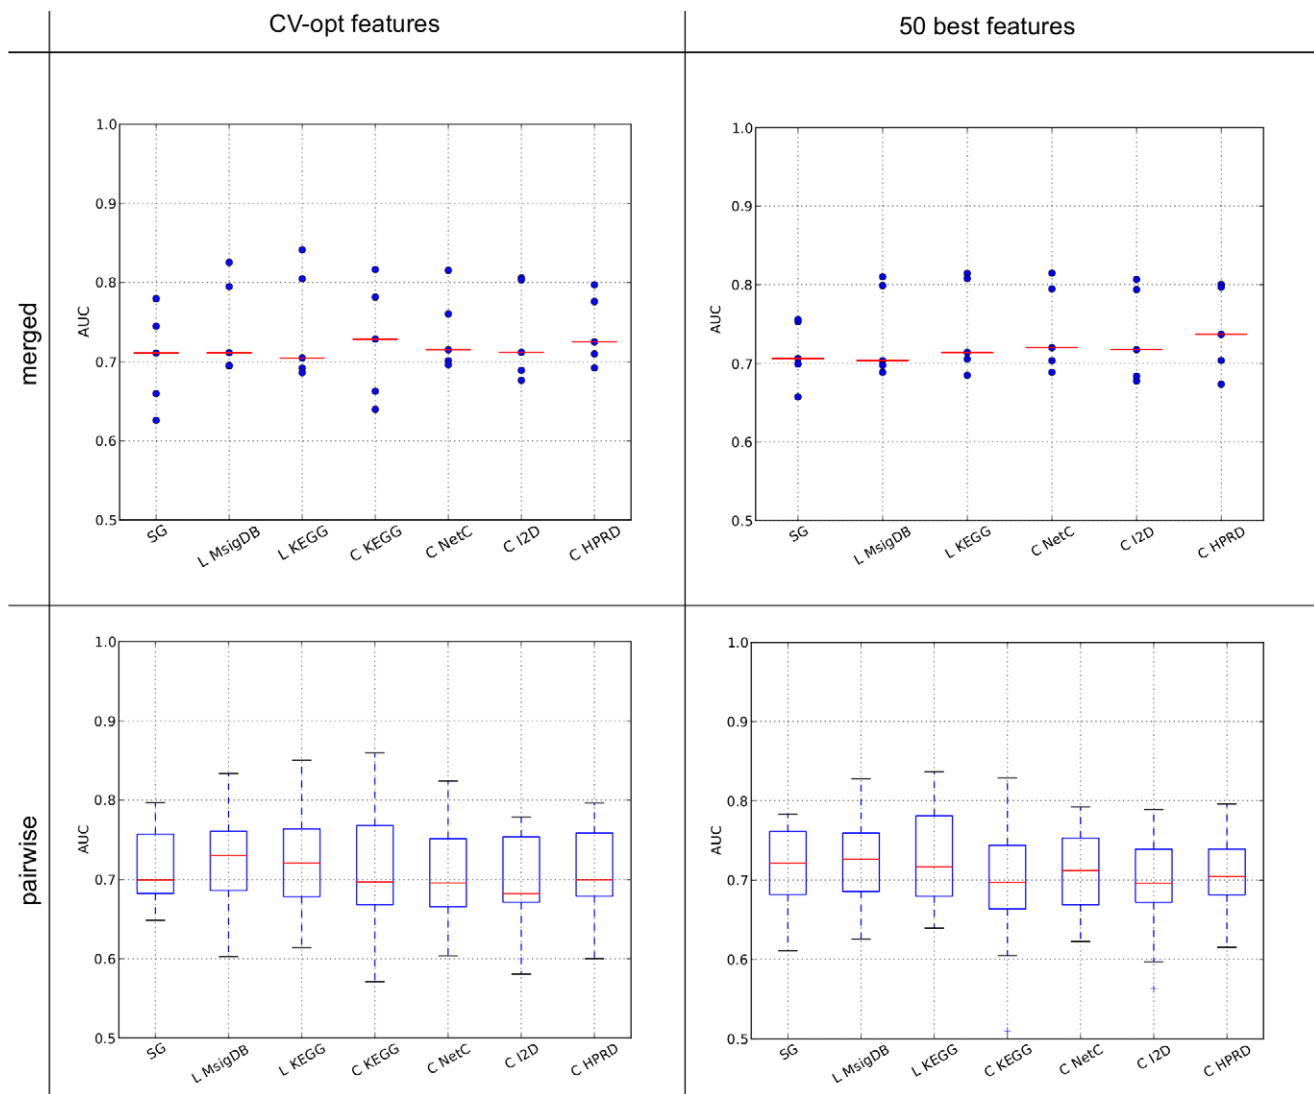 CV-opt features
50 best features
merged
1.0
0.9
0.8
0.7
0.6
0.5
AUC
SG
L MsigDB
L KEGG
C KEGG
C NetC
C I2D
C HPRD
1.0
0.9
0.8
0.7
0.6
0.5
AUC
SG
L MsigDB
L KEGG
C NetC
C I2D
C HPRD
pairwise
1.0
0.9
0.8
0.7
0.6
0.5
AUC
SG
L MsigDB
L KEGG
C KEGG
C NetC
C I2D
C HPRD
1.0
0.9
0.8
0.7
0.6
0.5
AUC
SG
L MsigDB
L KEGG
C KEGG
C NetC
C I2D
C HPRD